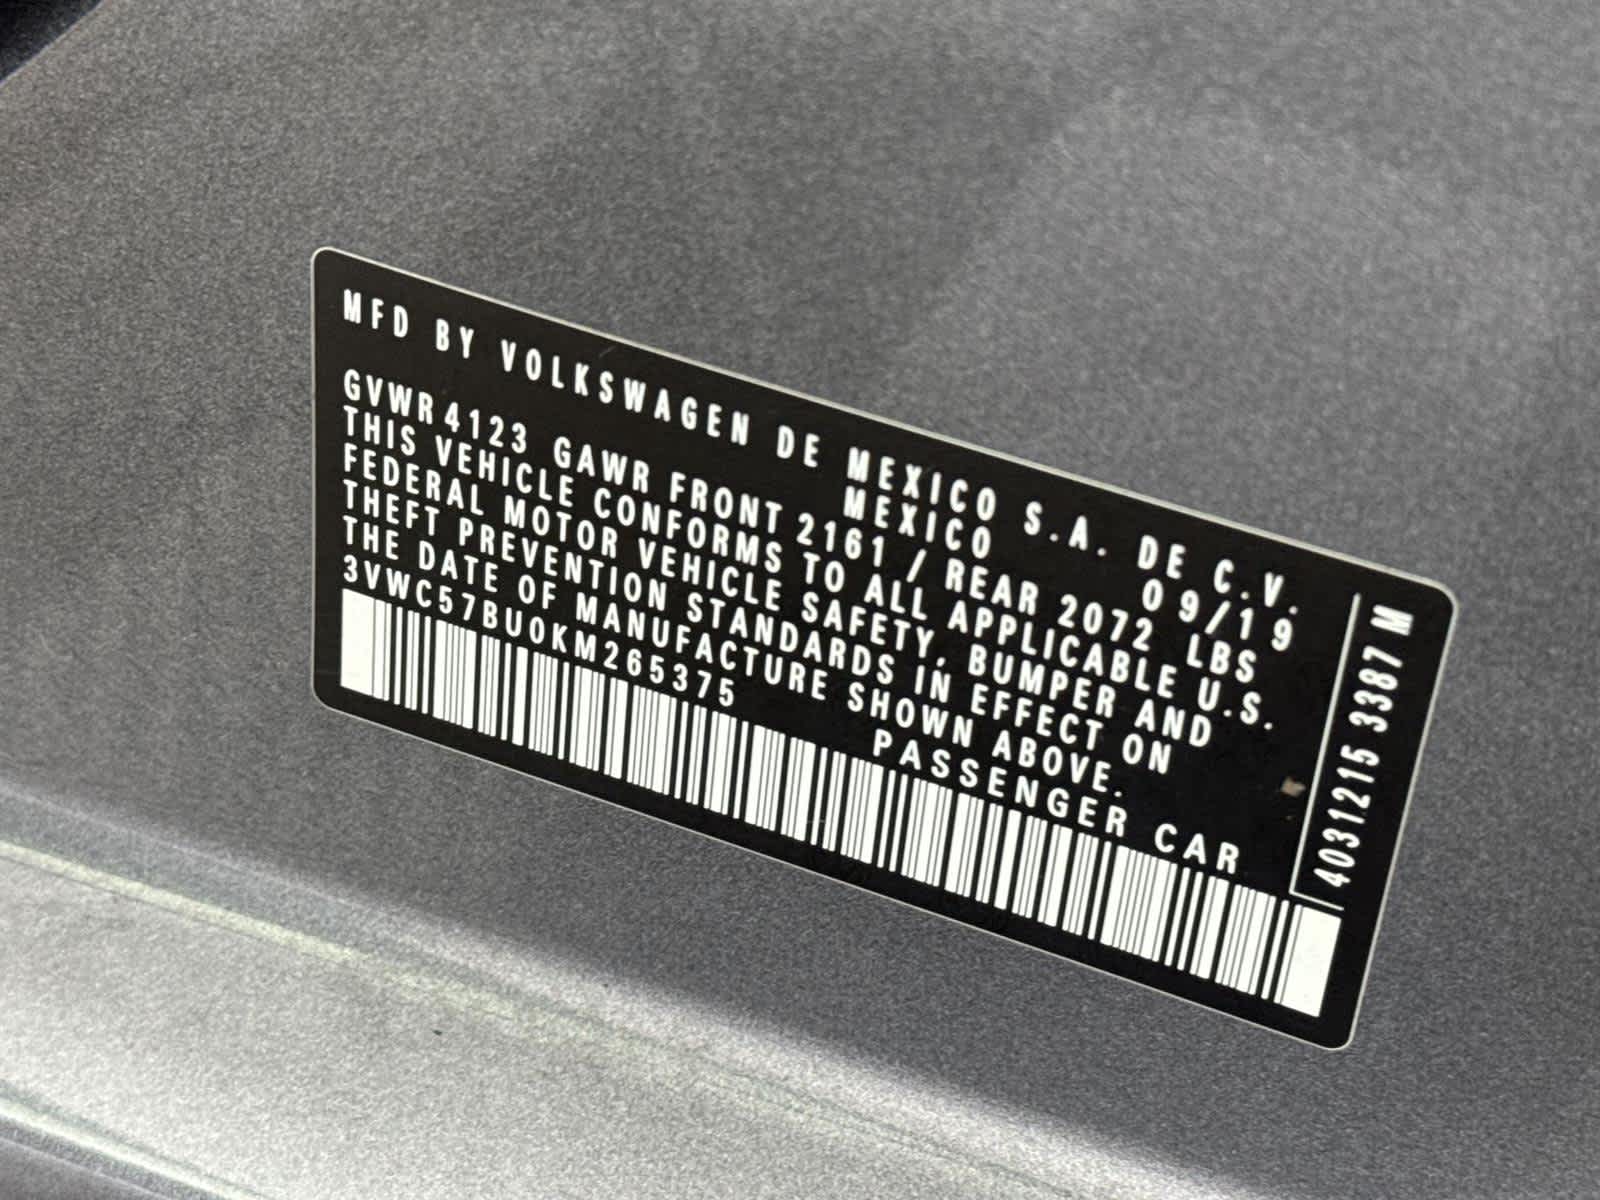 MFD BY VOLKSWAGEN DE MEXICO S.A. DE C.V.
MEXICO 09/19
GVWR4123 GAWR FRONT 2161 / REAR 2072 LBS
THIS VEHICLE CONFORMS TO ALL APPLICABLE U.S.
FEDERAL MOTOR VEHICLE SAFETY, BUMPER AND
THEFT PREVENTION STANDARDS IN EFFECT ON
THE DATE OF MANUFACTURE SHOWN ABOVE.
3VWC57BU0KM265375 PASSENGER CAR
4031215 3387 M